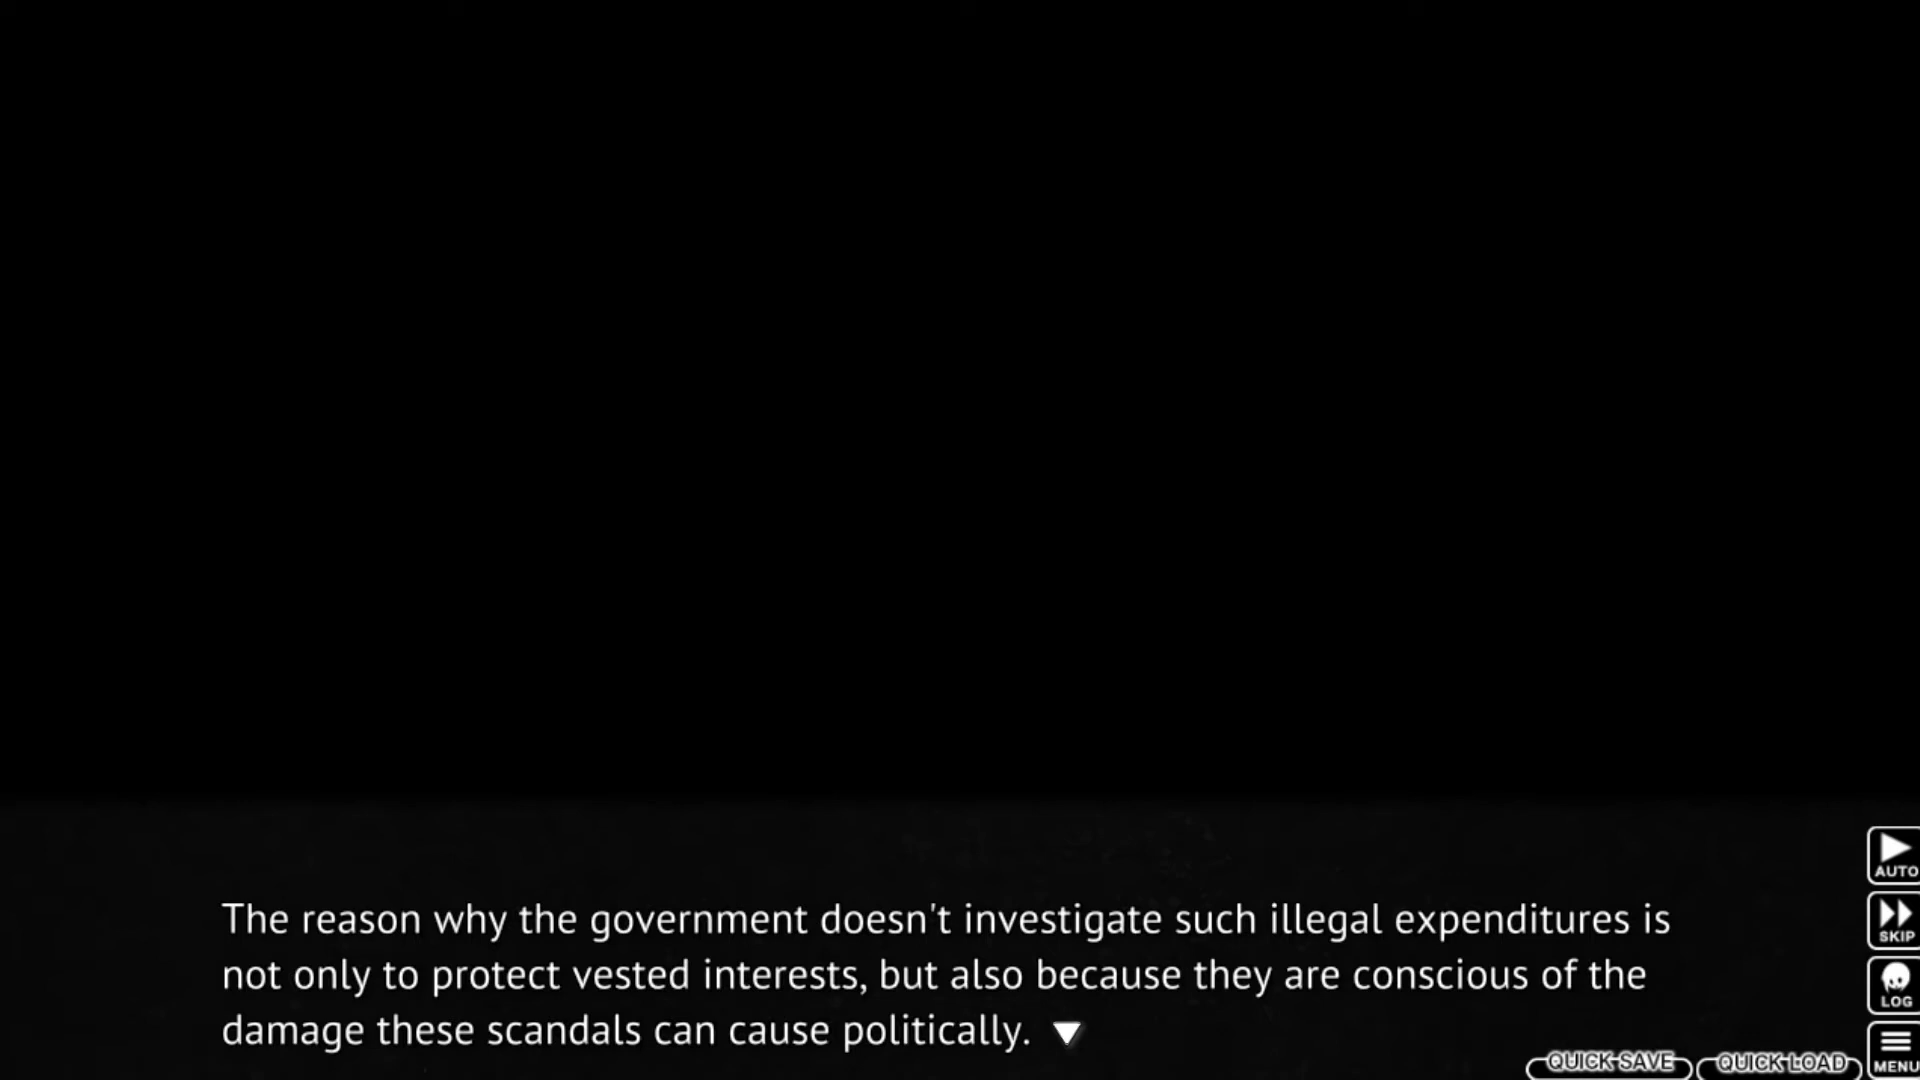 The reason why the government doesn't investigate such illegal expenditures is
not only to protect vested interests, but also because they are conscious of the
damage these scandals can cause politically.
AUTO
SKIP
LOG
MENU
QUICK SAVE
QUICK LOAD